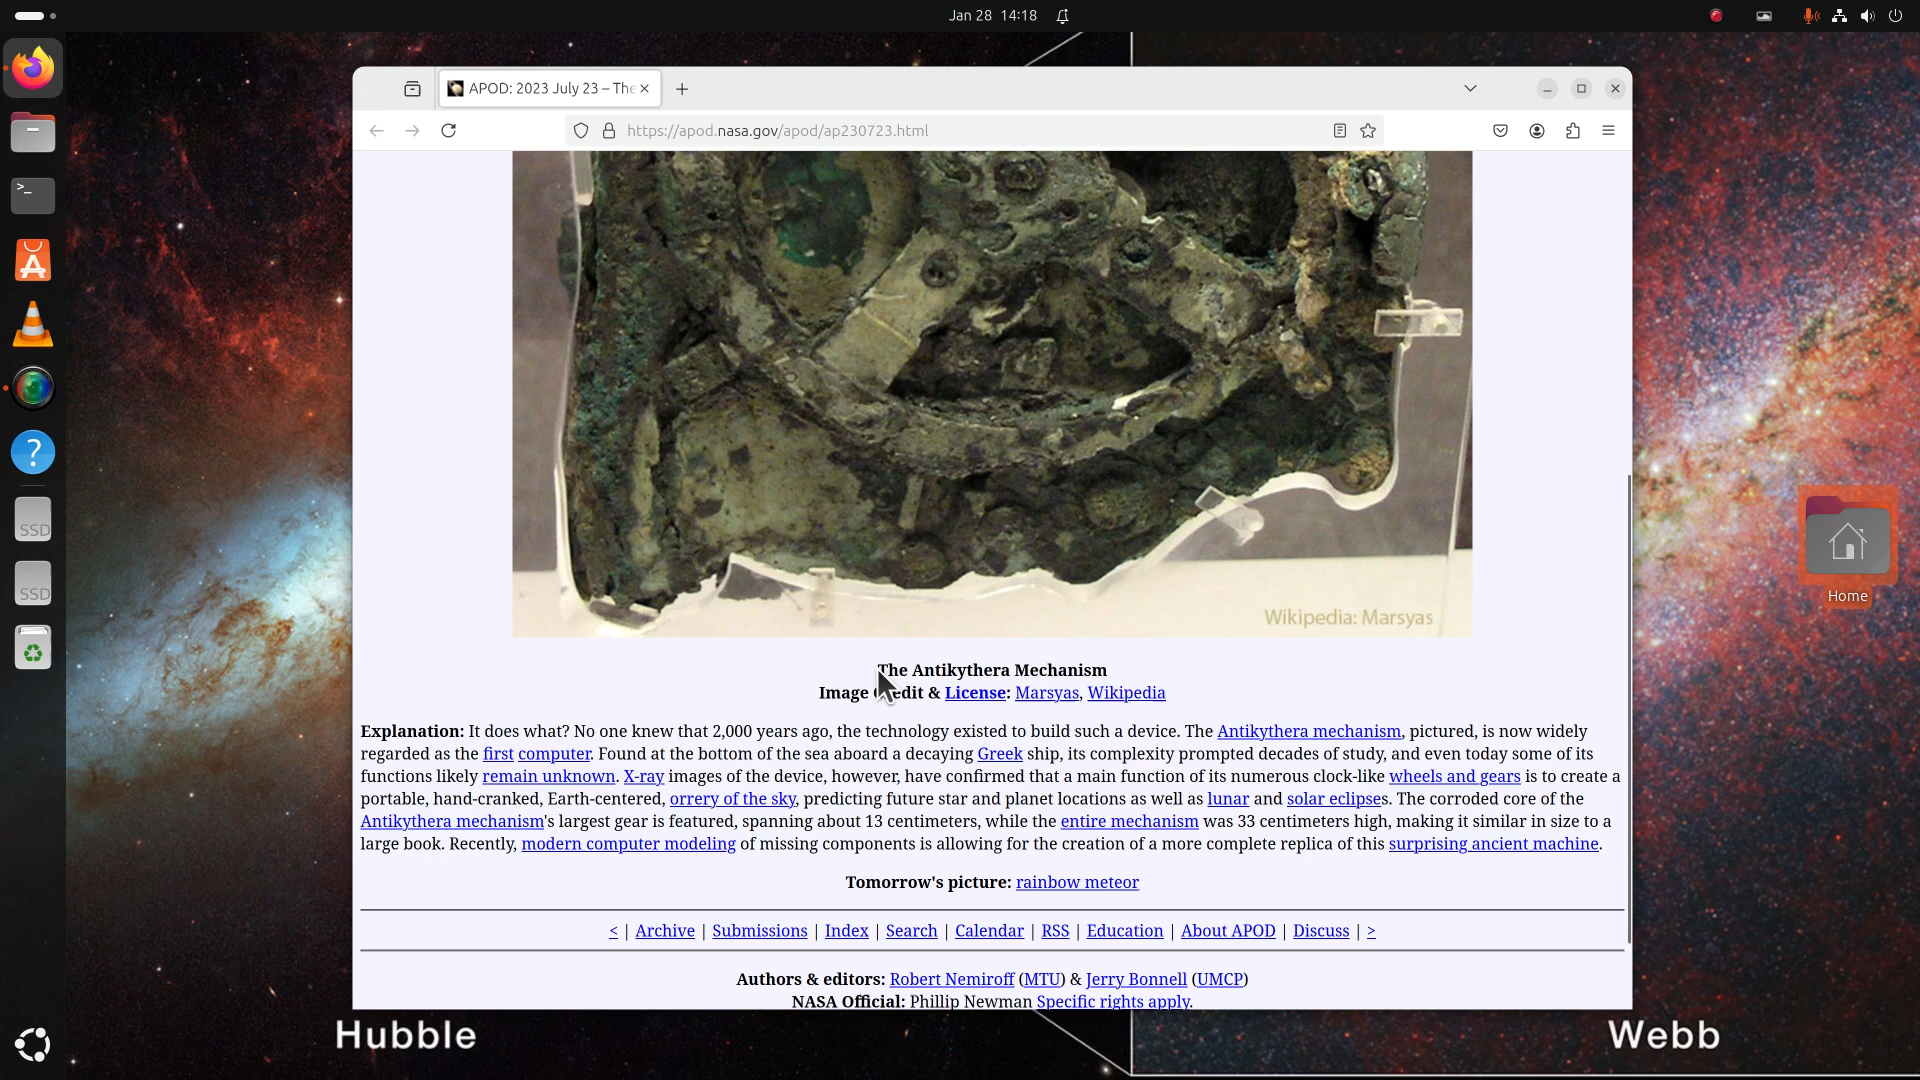 Jan 28 14:18
APOD: 2023 July 23 – The
https://apod.nasa.gov/apod/ap230723.html
>_
SSD
SSD
Home
Wikipedia: Marsyas
The Antikythera Mechanism
Image edit & License: Marsyas, Wikipedia
Explanation: It does what? No one knew that 2,000 years ago, the technology existed to build such a device. The Antikythera mechanism, pictured, is now widely
regarded as the first computer. Found at the bottom of the sea aboard a decaying Greek ship, its complexity prompted decades of study, and even today some of its
functions likely remain unknown. X-ray images of the device, however, have confirmed that a main function of its numerous clock-like wheels and gears is to create a
portable, hand-cranked, Earth-centered, orrery of the sky, predicting future star and planet locations as well as lunar and solar eclipses. The corroded core of the
Antikythera mechanism's largest gear is featured, spanning about 13 centimeters, while the entire mechanism was 33 centimeters high, making it similar in size to a
large book. Recently, modern computer modeling of missing components is allowing for the creation of a more complete replica of this surprising ancient machine.
Tomorrow's picture: rainbow meteor
< | Archive | Submissions | Index | Search | Calendar | RSS | Education | About APOD | Discuss | >
Authors & editors: Robert Nemiroff (MTU) & Jerry Bonnell (UMCP)
NASA Official: Phillip Newman Specific rights apply.
Hubble
Webb